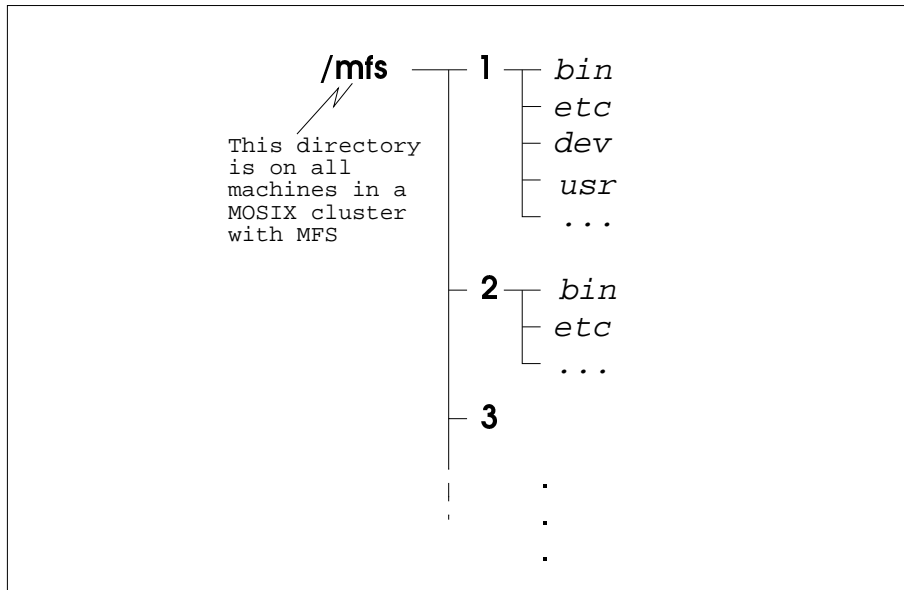 /mfs 1 bin
etc
dev
usr
...
This directory
is on all
machines in a
MOSIX cluster
with MFS
2 bin
etc
...
3
.
.
.